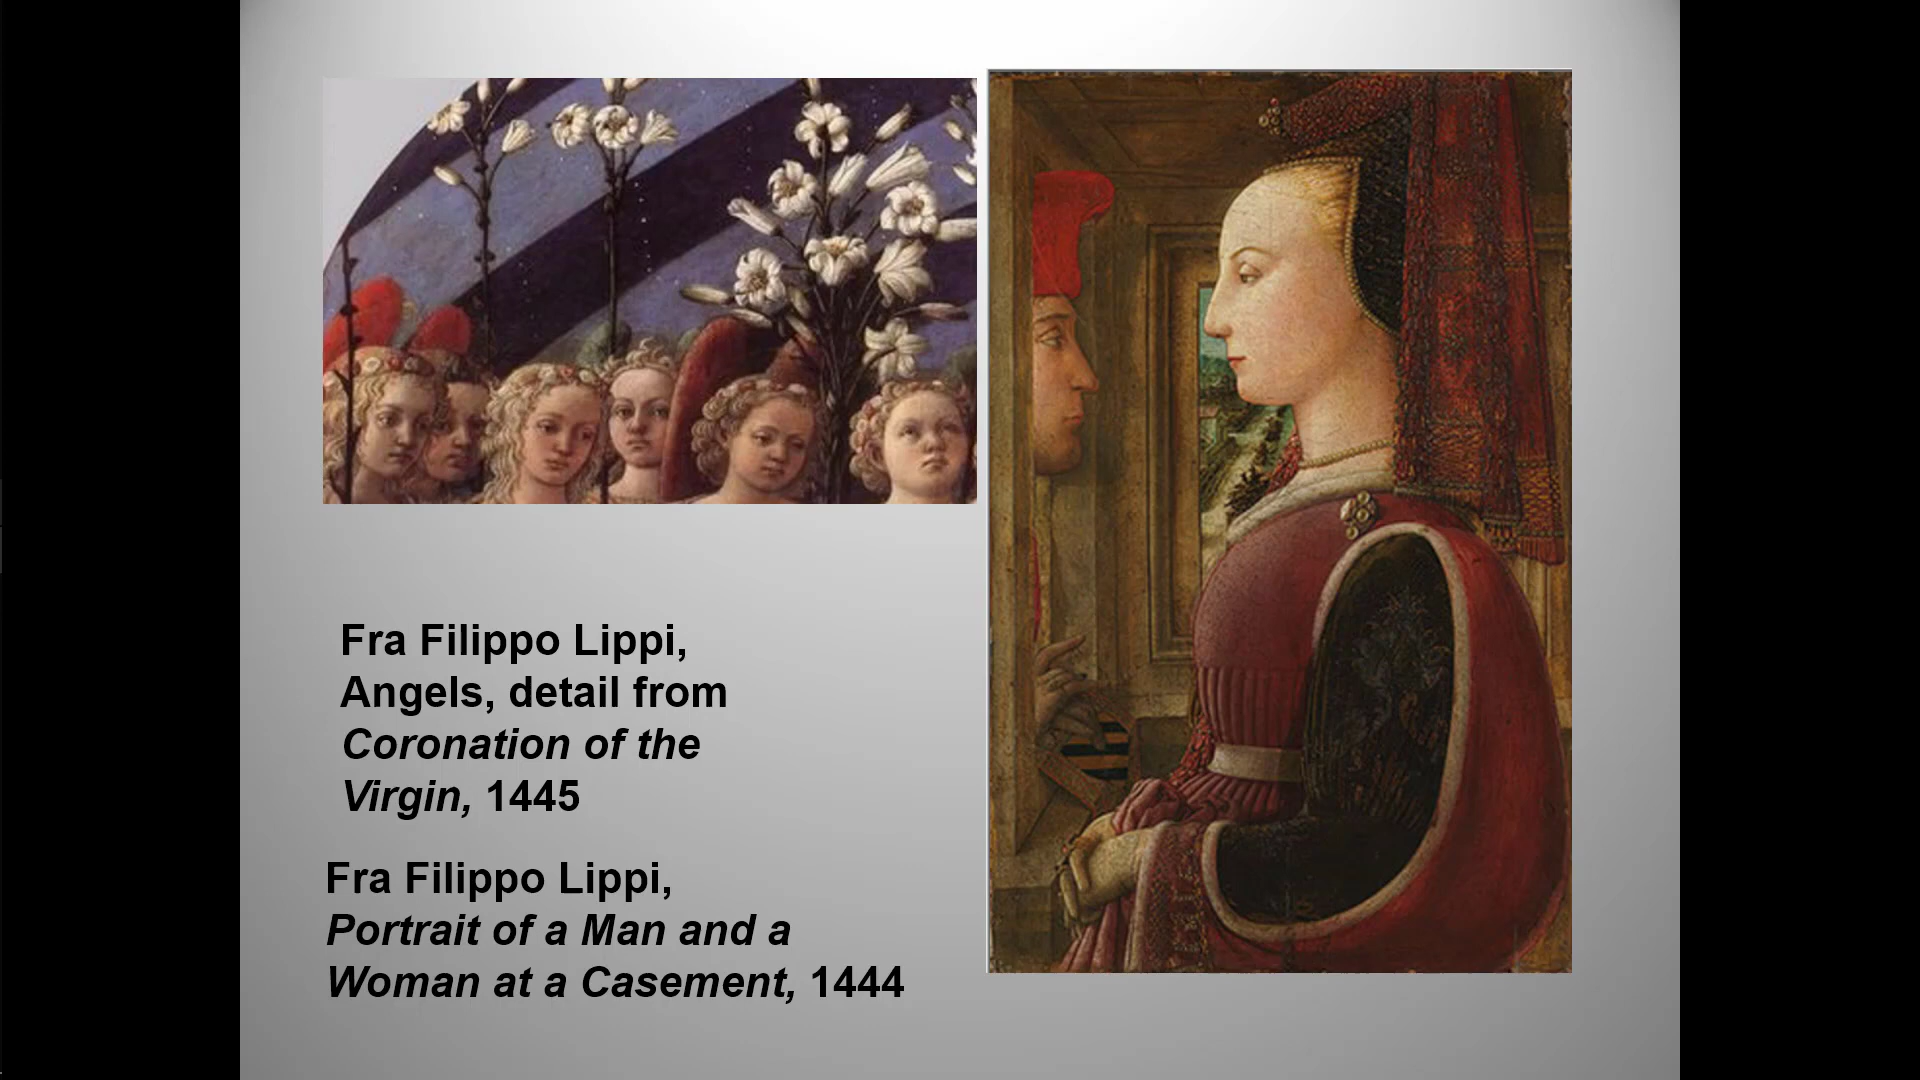 Fra Filippo Lippi,
Angels, detail from
Coronation of the
Virgin, 1445
Fra Filippo Lippi,
Portrait of a Man and a
Woman at a Casement, 1444